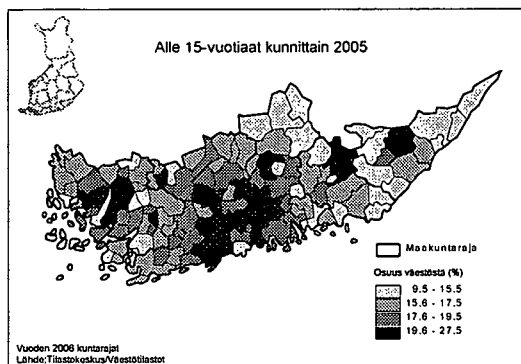 Alle 15-vuotiaat kunnittain 2005
Maakuntaraja
Osuus väestöstä (%)
9.5 - 15.5
15.6 - 17.5
17.6 - 19.5
19.6 - 27.5
Vuoden 2006 kuntarajat
Lähde:Tilastokeskus/Väestötilastot